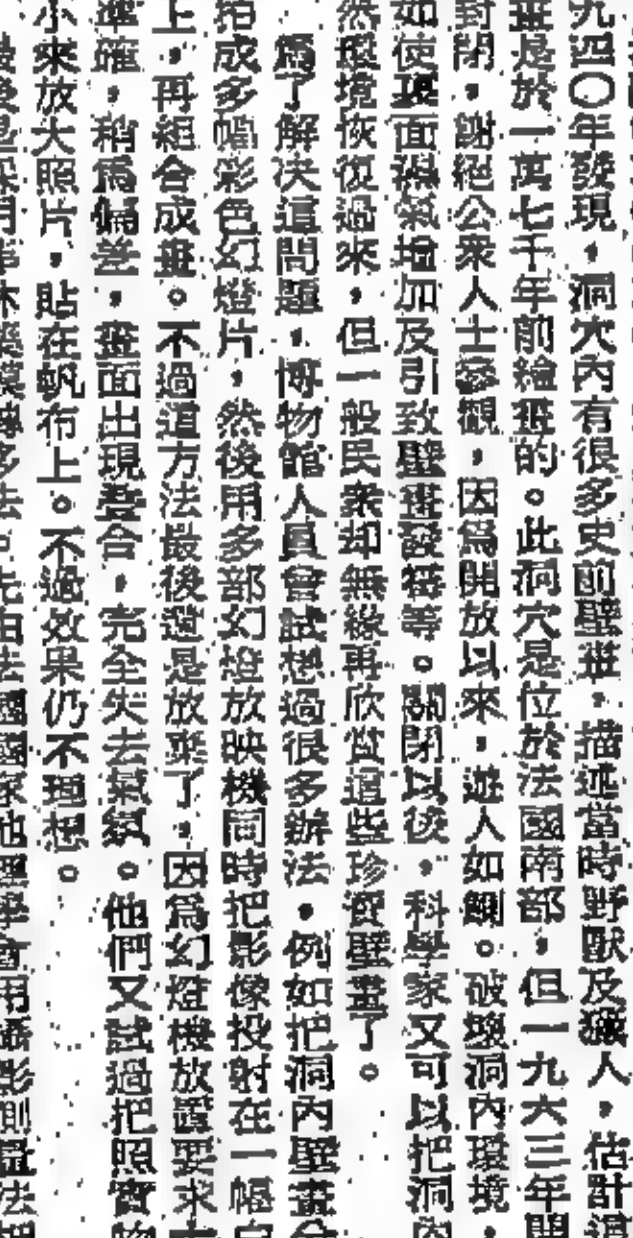 九四〇年發現，洞穴內有很多史前壁畫，描述當時野獸及獵人，估計這
畫是於一萬七千年前繪畫的。此洞穴是位於法國南部，但一九六三年開
封閉，謝絕公衆人士參觀，因爲開放以來，遊人如鯽。破壞洞內環境，
如使現面濕氣增加及引致壁畫發霉等。關閉以後，科學家又可以把洞內
然環境恢復過來，但一般民衆却無緣再欣賞這些珍貴壁畫了。
爲了解決這問題，博物館人員曾試想過很多辦法，例如把洞內壁畫分
拍成多幅彩色幻燈片，然後用多部幻燈放映機同時把影像投射在一幅白
上，再組合成畫。不過這方法最後還是放棄了，因爲幻燈機放置要求
準確，稍爲偏差，畫面出現叠合，完全失去氣氛。他們又試過把照實物
小來放大照片，貼在帆布上。不過效果仍不理想。